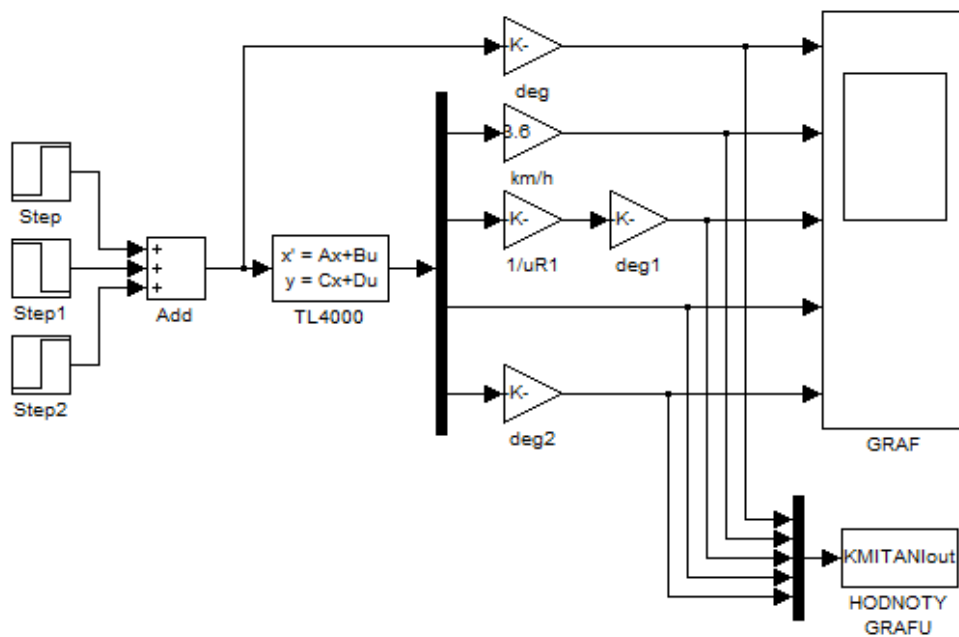 K-
deg
3.6
km/h
K-
K-
1/uR1
deg1
Step
+
+
+
x' = Ax+Bu
y = Cx+Du
Step1
Add
TL4000
Step2
K-
deg2
GRAF
KMITANIout
HODNOTY
GRAFU